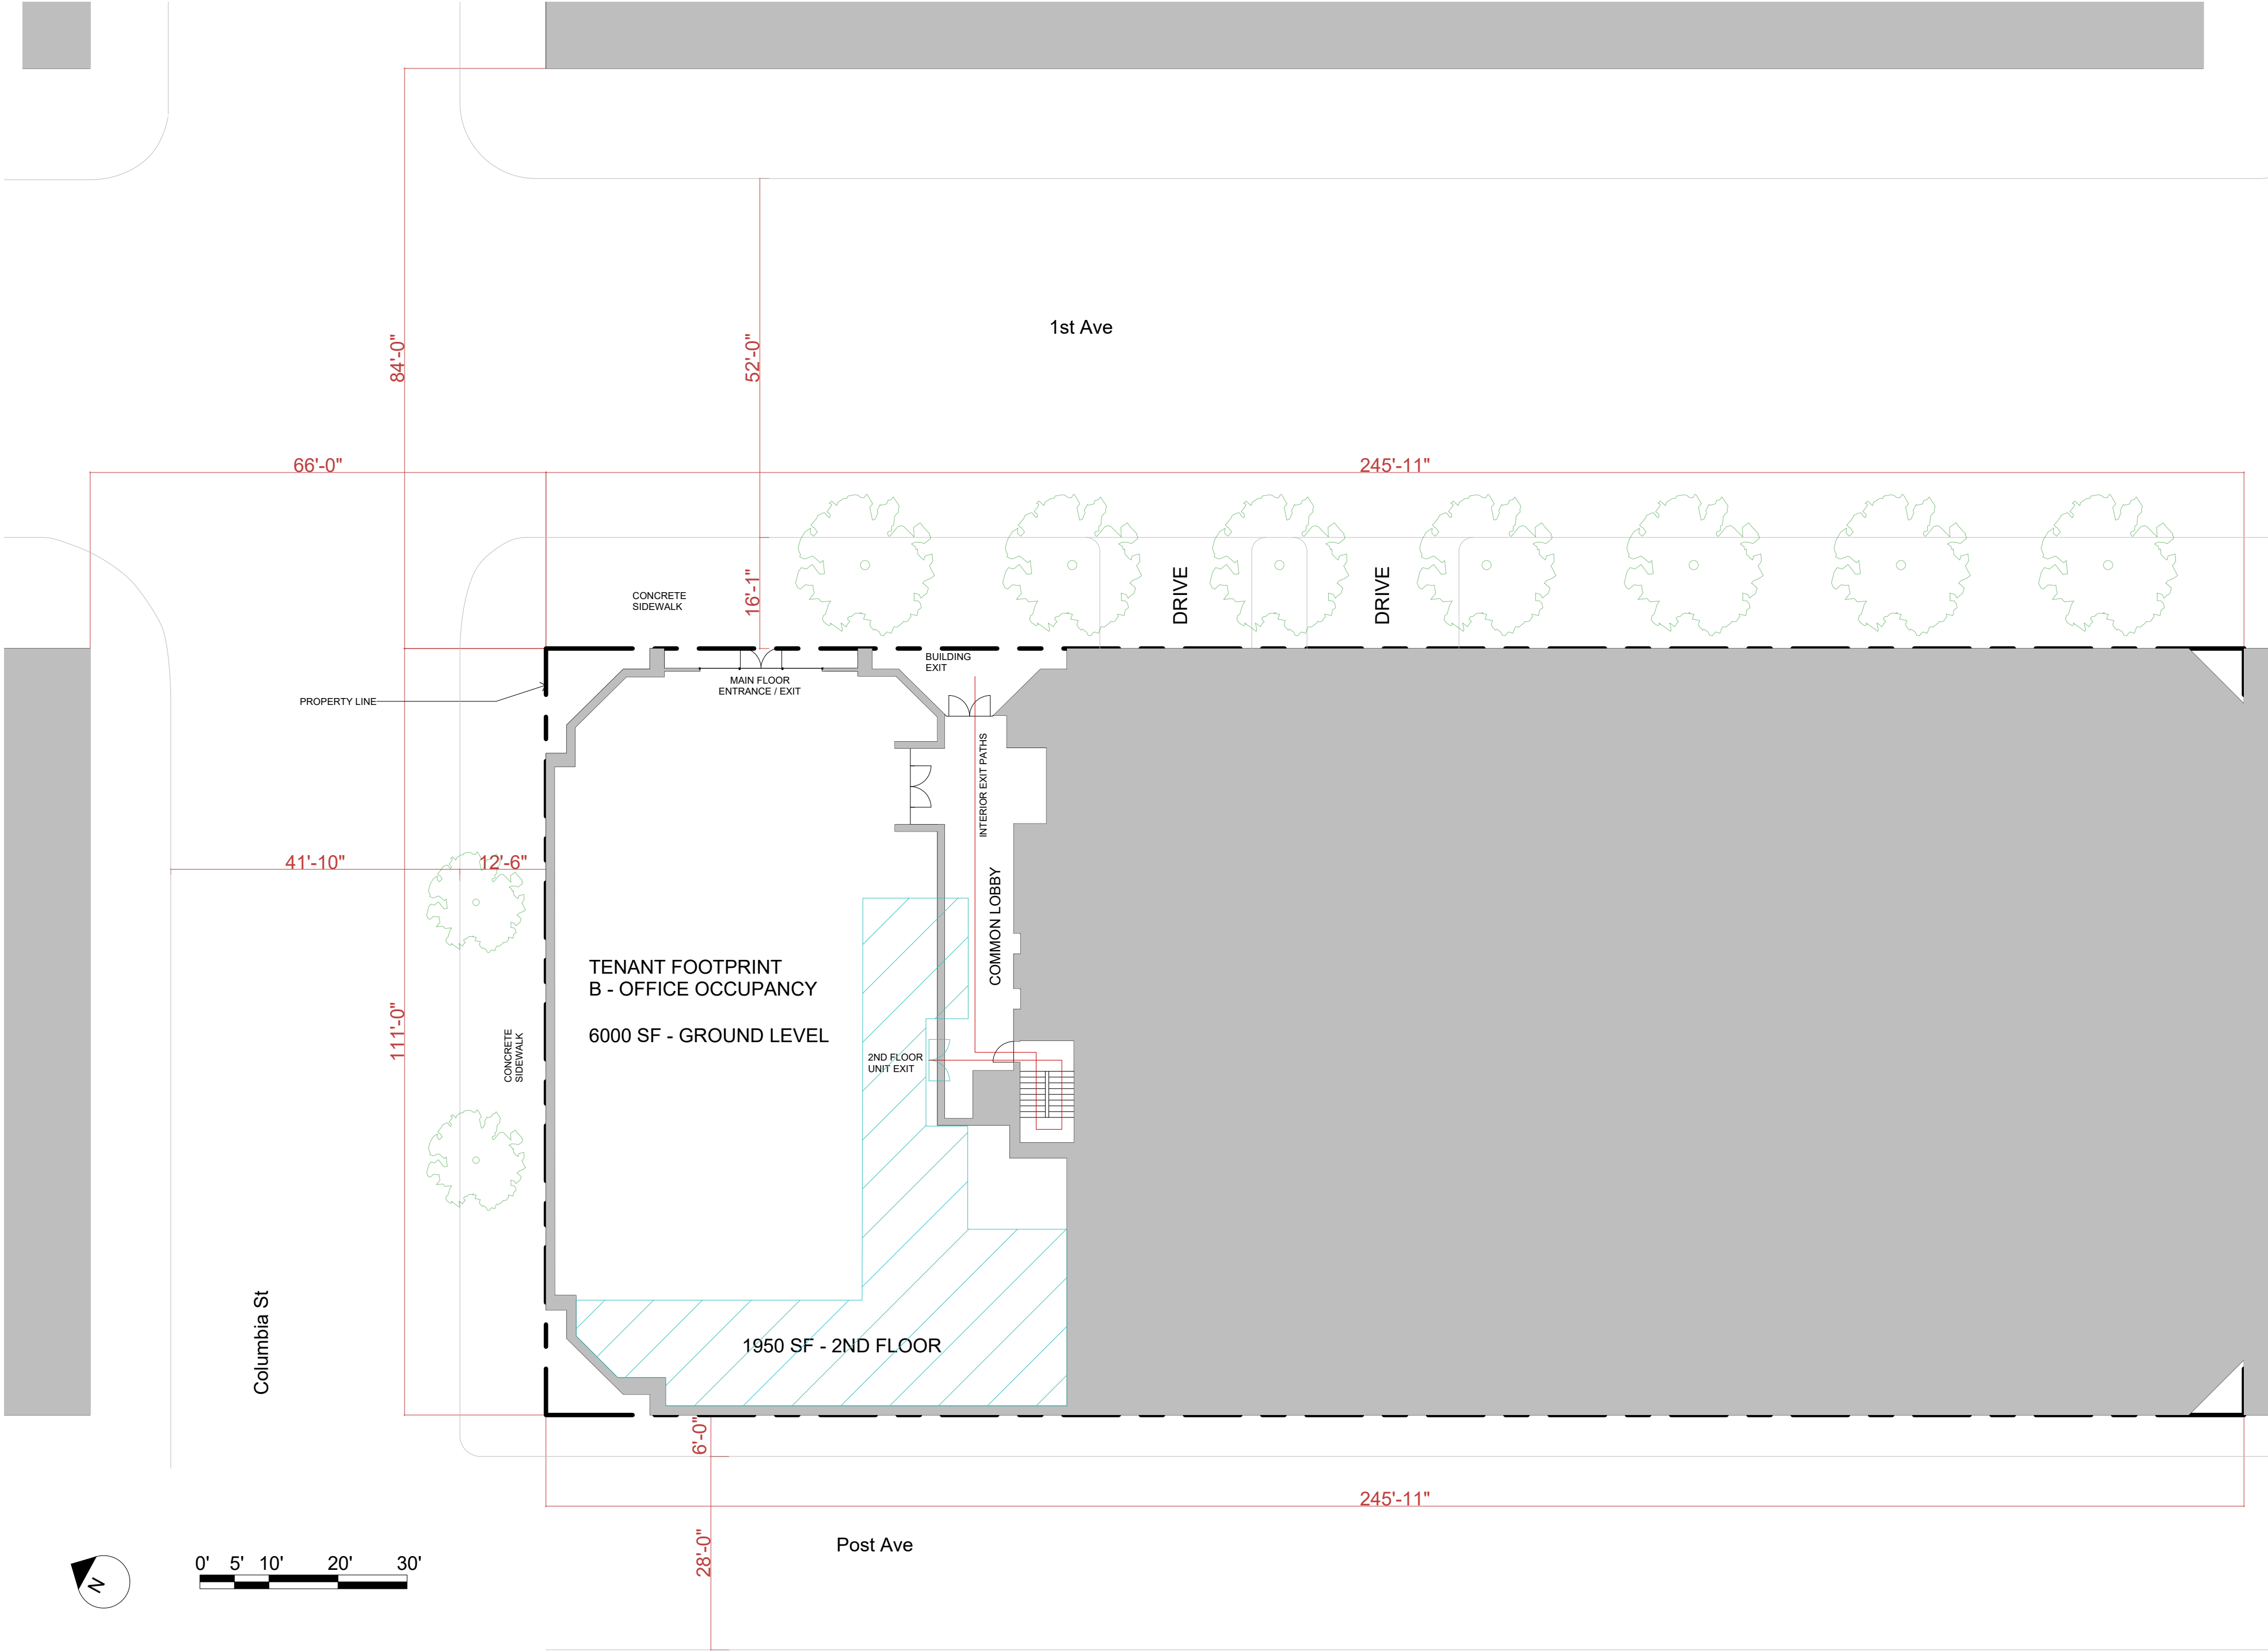 1st Ave
84'-0"
52'-0"
66'-0"
245'-11"
16'-1"
CONCRETE
SIDEWALK
DRIVE
DRIVE
BUILDING
EXIT
MAIN FLOOR
ENTRANCE / EXIT
PROPERTY LINE
INTERIOR EXIT PATHS
41'-10"
12'-6"
COMMON LOBBY
TENANT FOOTPRINT
B - OFFICE OCCUPANCY
6000 SF - GROUND LEVEL
111'-0"
CONCRETE
SIDEWALK
2ND FLOOR
UNIT EXIT
Columbia St
1950 SF - 2ND FLOOR
6'-0"
245'-11"
28'-0"
Post Ave
N
0' 5' 10' 20' 30'